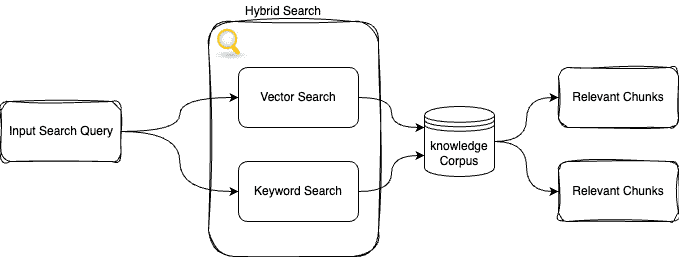 Hybrid Search
Vector Search
Input Search Query
Keyword Search
knowledge
Corpus
Relevant Chunks
Relevant Chunks